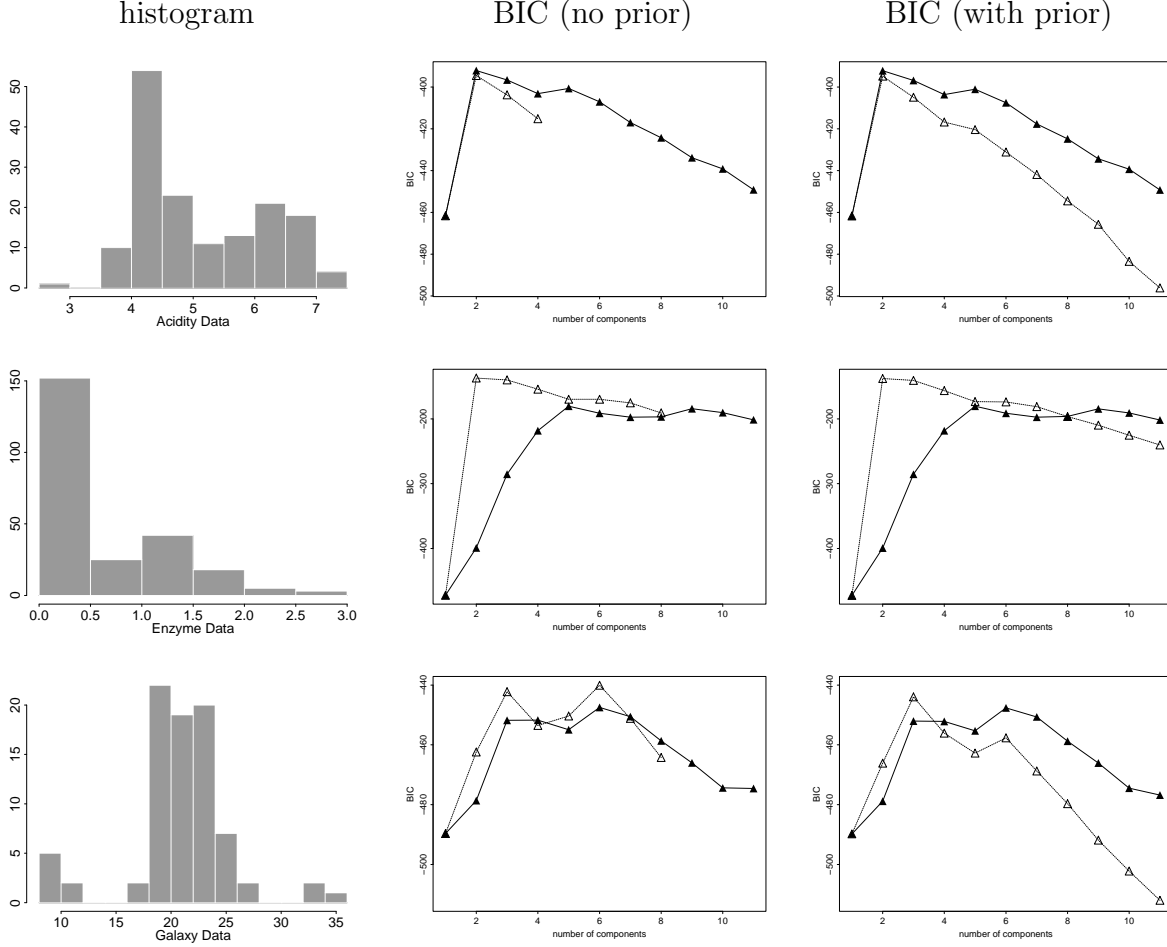 histogram
BIC (no prior)
BIC (with prior)
0 10 20 30 40 50
3 4 5 6 7
Acidity Data
BIC
−500 −480 −460 −440 −420 −400
2 4 6 8 10
number of components
BIC
−500 −480 −460 −440 −420 −400
2 4 6 8 10
number of components
0 50 100 150
0.0 0.5 1.0 1.5 2.0 2.5 3.0
Enzyme Data
BIC
−400 −300 −200
2 4 6 8 10
number of components
BIC
−400 −300 −200
2 4 6 8 10
number of components
0 5 10 15 20
10 15 20 25 30 35
Galaxy Data
BIC
−500 −480 −460 −440
2 4 6 8 10
number of components
BIC
−500 −480 −460 −440
2 4 6 8 10
number of components